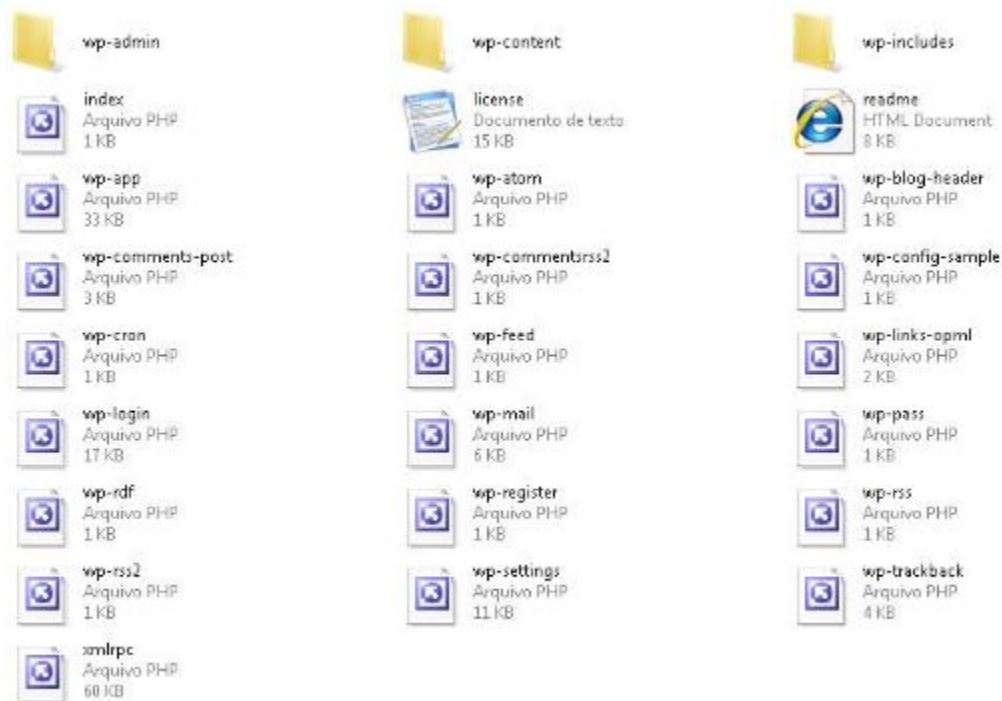 wp-admin
wp-content
wp-includes
index
Arquivo PHP
1 KB
license
Documento de texto
15 KB
readme
HTML Document
8 KB
wp-app
Arquivo PHP
33 KB
wp-atom
Arquivo PHP
1 KB
wp-blog-header
Arquivo PHP
1 KB
wp-comments-post
Arquivo PHP
3 KB
wp-commentsrss2
Arquivo PHP
1 KB
wp-config-sample
Arquivo PHP
1 KB
wp-cron
Arquivo PHP
1 KB
wp-feed
Arquivo PHP
1 KB
wp-links-opml
Arquivo PHP
2 KB
wp-login
Arquivo PHP
17 KB
wp-mail
Arquivo PHP
6 KB
wp-pass
Arquivo PHP
1 KB
wp-rdf
Arquivo PHP
1 KB
wp-register
Arquivo PHP
1 KB
wp-rss
Arquivo PHP
1 KB
wp-rss2
Arquivo PHP
1 KB
wp-settings
Arquivo PHP
11 KB
wp-trackback
Arquivo PHP
4 KB
xmlrpc
Arquivo PHP
60 KB